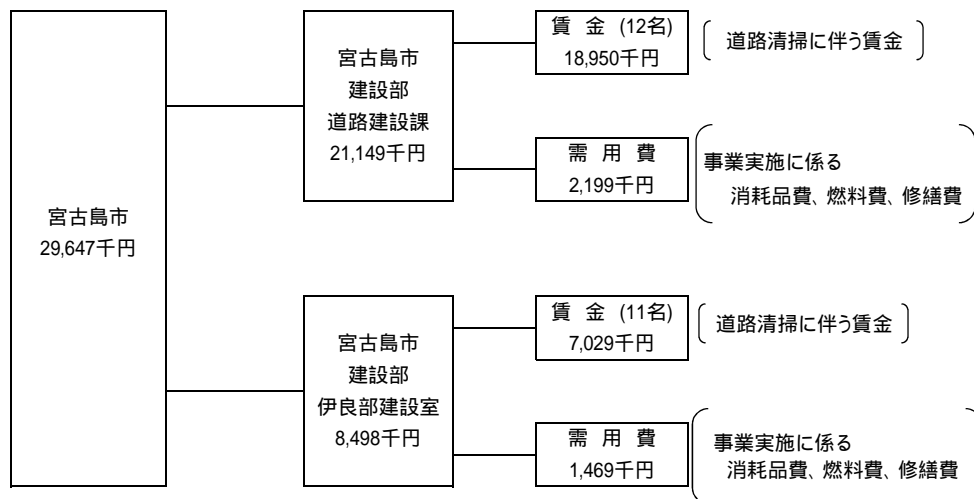 宮古島市
29,647千円
宮古島市
建設部
道路建設課
21,149千円
賃 金 (12名)
18,950千円
道路清掃に伴う賃金
需 用 費
2,199千円
事業実施に係る
消耗品費、燃料費、修繕費
宮古島市
建設部
伊良部建設室
8,498千円
賃 金 (11名)
7,029千円
道路清掃に伴う賃金
需 用 費
1,469千円
事業実施に係る
消耗品費、燃料費、修繕費